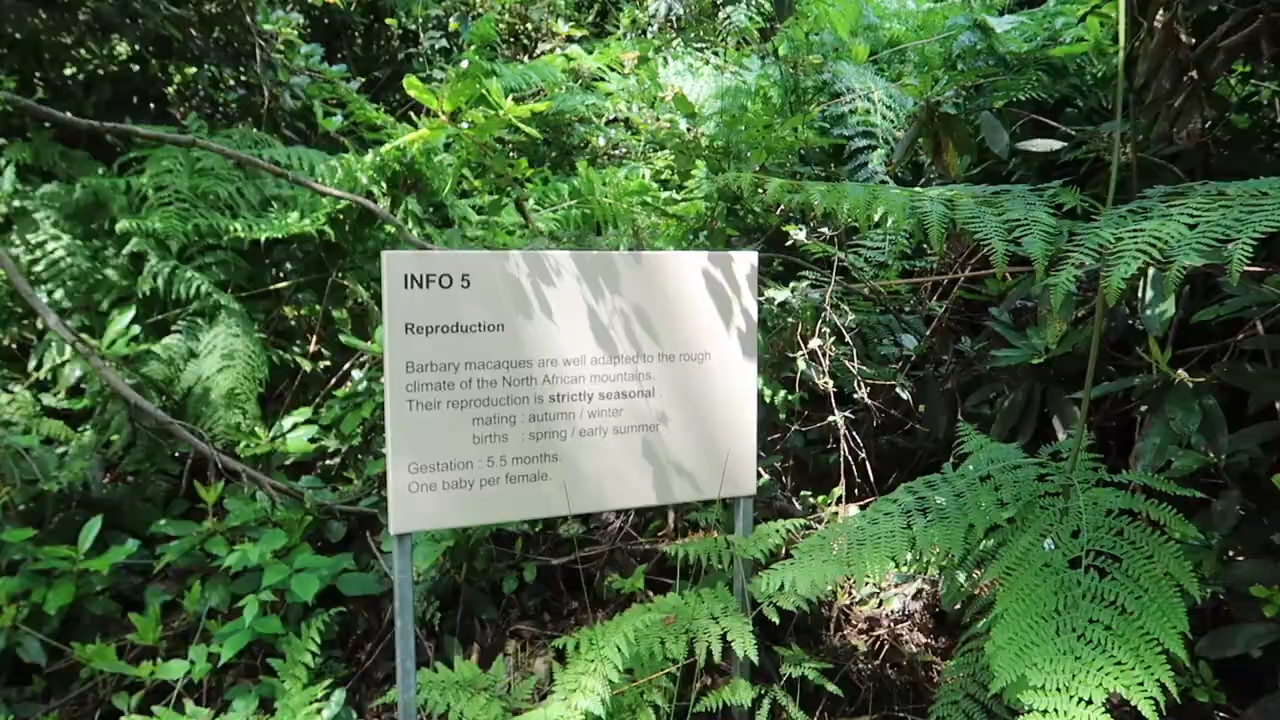 INFO 5
Reproduction
Barbary macaques are well adapted to the rough
climate of the North African mountains.
Their reproduction is strictly seasonal .
mating : autumn / winter
births : spring / early summer
Gestation : 5.5 months.
One baby per female.